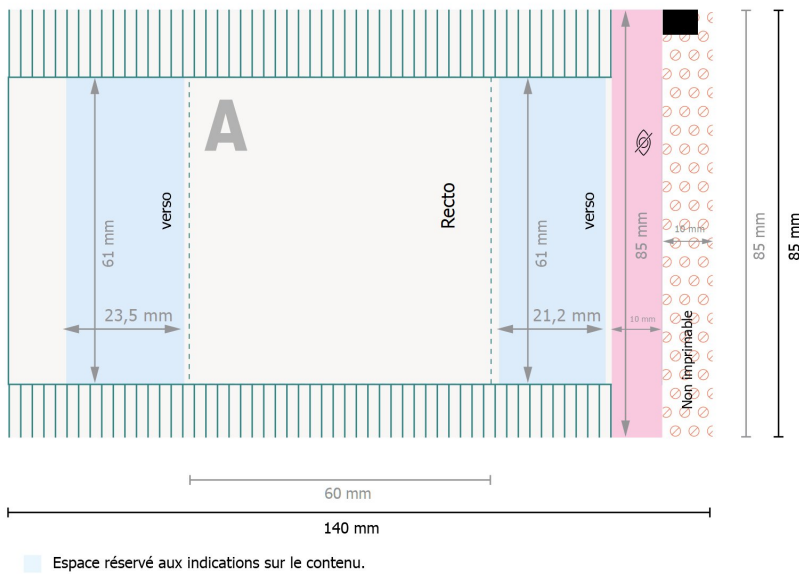 A
verso
Recto
verso
61 mm
61 mm
85 mm
10 mm
85 mm
85 mm
23,5 mm
21,2 mm
10 mm
Non imprimable
60 mm
140 mm
Espace réservé aux indications sur le contenu.